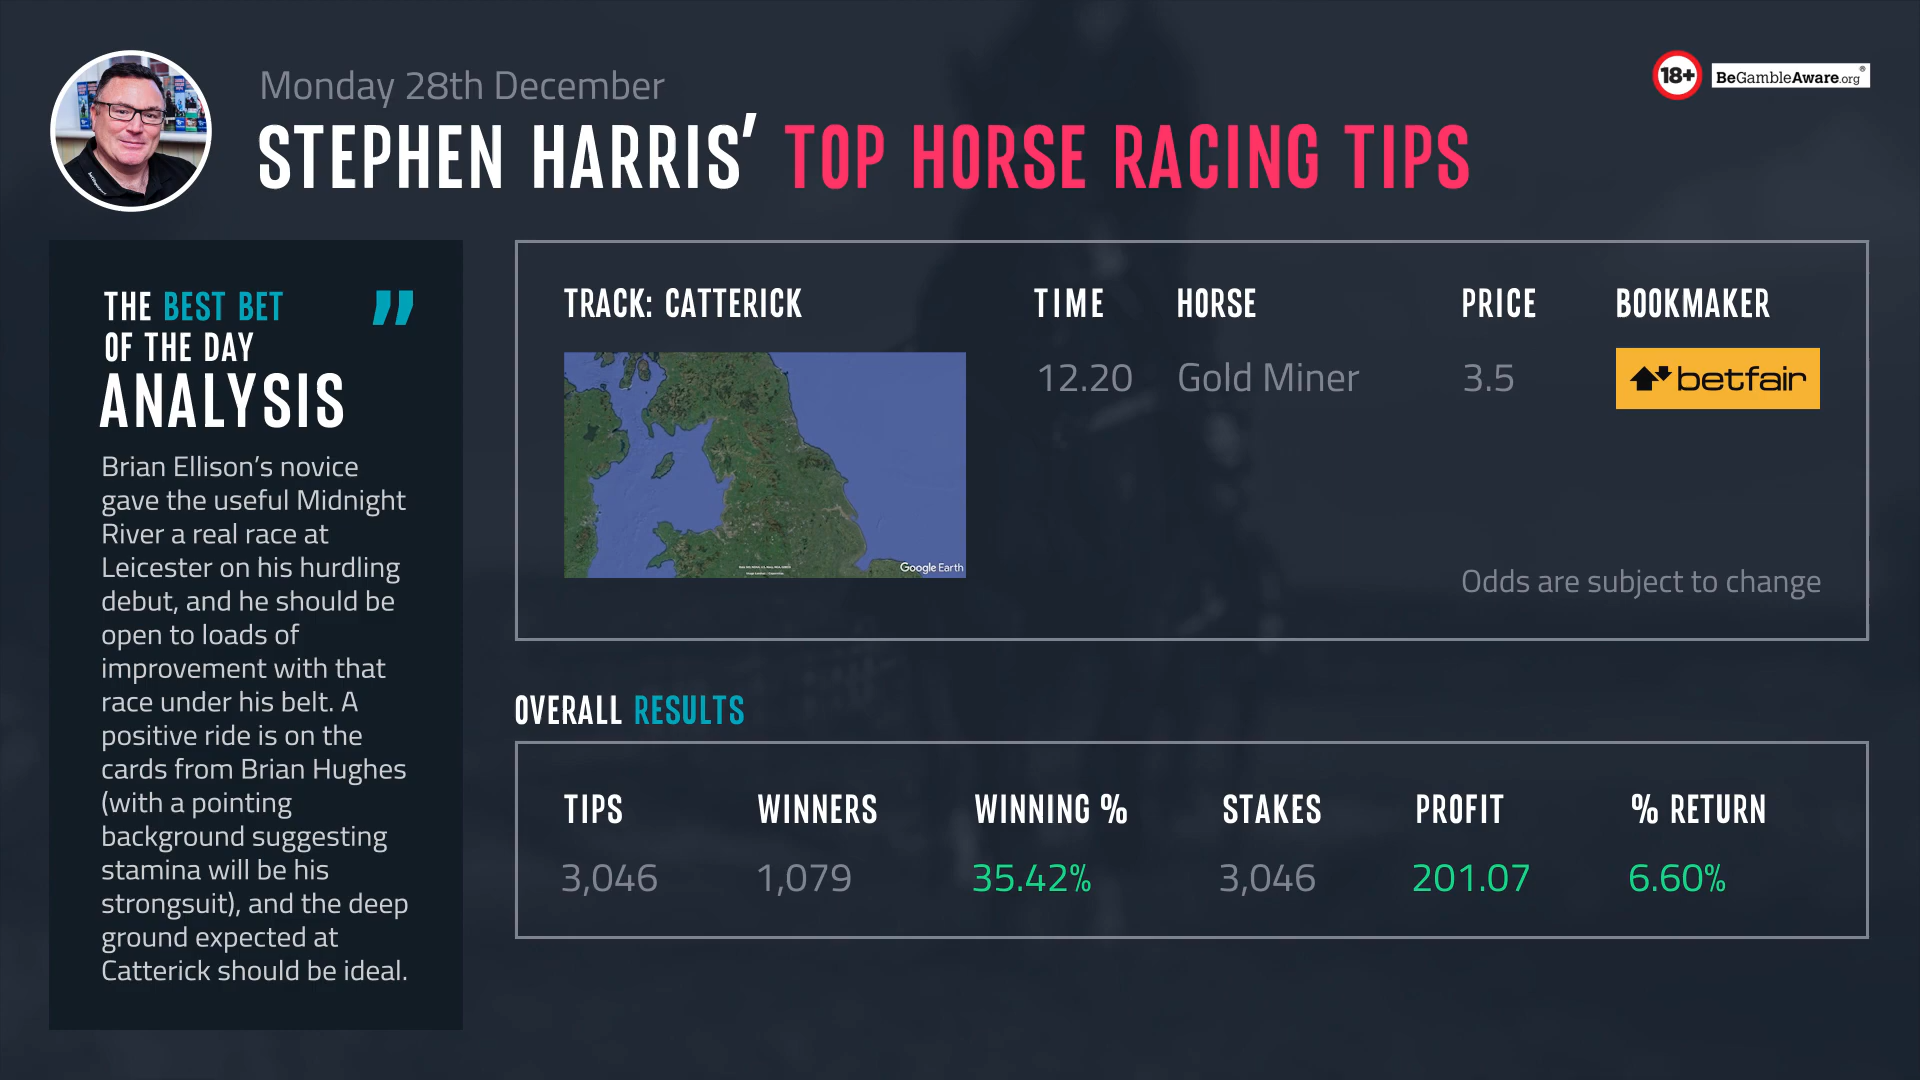 Monday 28th December
STEPHEN HARRIS' TOP HORSE RACING TIPS
18+
BeGambleAware.org®
THE BEST BET
OF THE DAY
ANALYSIS
”
Brian Ellison's novice
gave the useful Midnight
River a real race at
Leicester on his hurdling
debut, and he should be
open to loads of
improvement with that
race under his belt. A
positive ride is on the
cards from Brian Hughes
(with a pointing
background suggesting
stamina will be his
strongsuit), and the deep
ground expected at
Catterick should be ideal.
TRACK: CATTERICK TIME HORSE PRICE BOOKMAKER
12.20 Gold Miner 3.5 betfair
Google Earth
Odds are subject to change
OVERALL RESULTS
TIPS WINNERS WINNING % STAKES PROFIT % RETURN
3,046 1,079 35.42% 3,046 201.07 6.60%